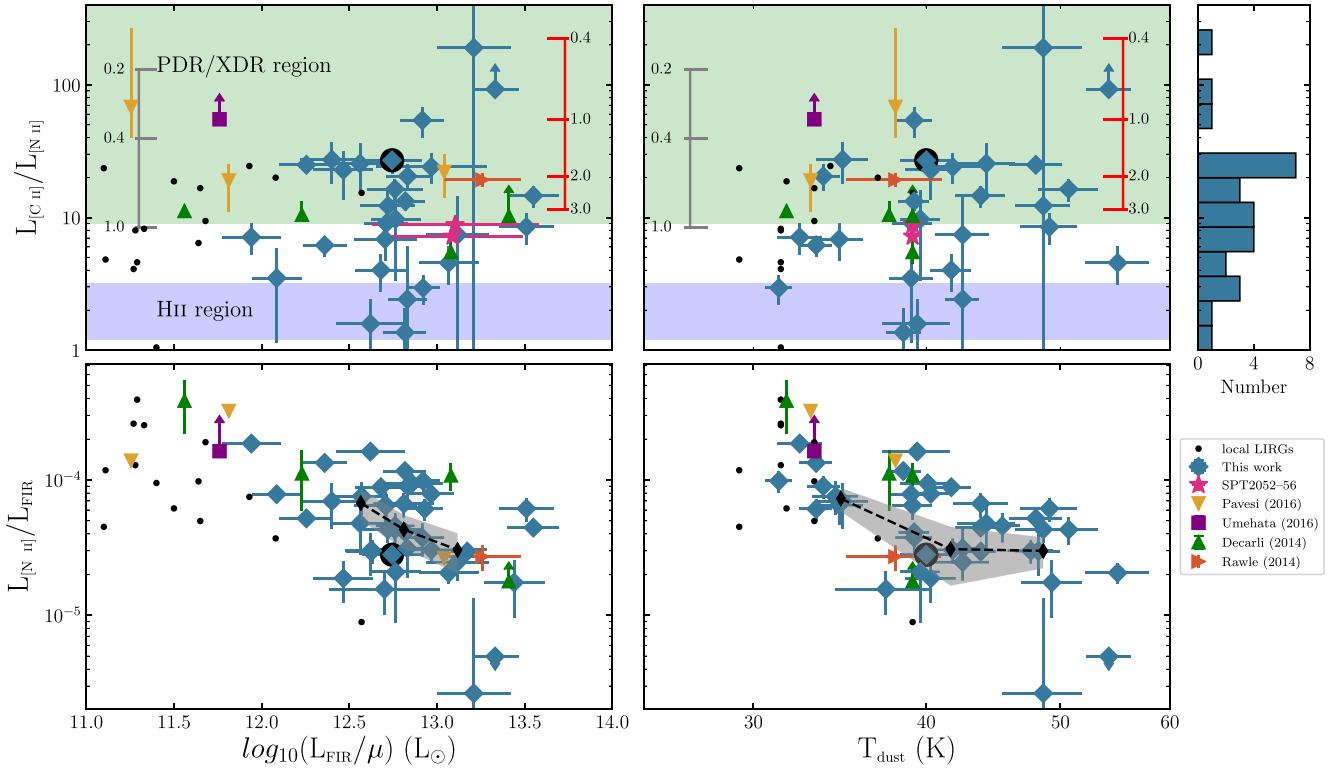 100
10
1
L[C II]/L[N II]
PDR/XDR region
HII region
0.2
0.4
1.0
0.4
1.0
2.0
3.0
0.2
0.4
1.0
0.4
1.0
2.0
3.0
0 4 8
Number
10⁻⁴
10⁻⁵
L[N II]/LFIR
11.0 11.5 12.0 12.5 13.0 13.5 14.0
log10(LFIR/μ) (L⊙)
30 40 50 60
Tdust (K)
local LIRGs
This work
SPT2052–56
Pavesi (2016)
Umehata (2016)
Decarli (2014)
Rawle (2014)